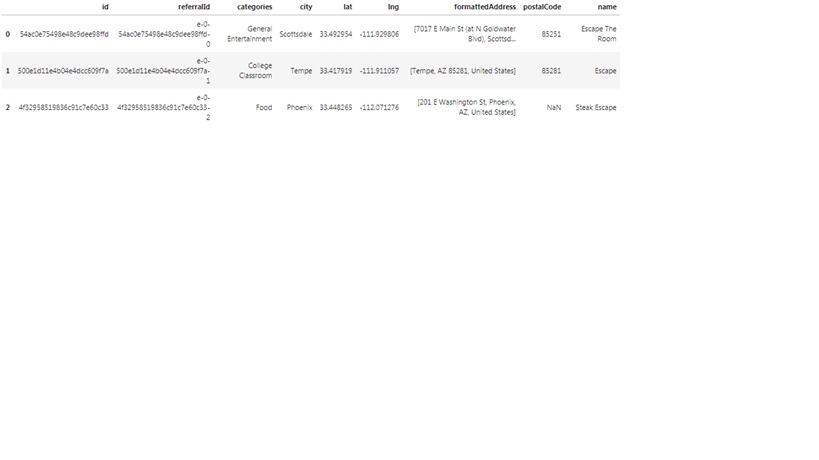 id referralId categories city lat lng formattedAddress postalCode name
0 54ac0e75498e48c9dee98ffd e-0-54ac0e75498e48c9dee98ffd-0 General Entertainment Scottsdale 33.492954 -111.929806 [7017 E Main St (at N Goldwater Blvd), Scottsd... 85251 Escape The Room
1 500e1d11e4b04e4dcc609f7a e-0-500e1d11e4b04e4dcc609f7a-1 College Classroom Tempe 33.417919 -111.911057 [Tempe, AZ 85281, United States] 85281 Escape
2 4f32958519836c91c7e60c33 e-0-4f32958519836c91c7e60c33-2 Food Phoenix 33.448265 -112.071276 [201 E Washington St, Phoenix, AZ, United States] NaN Steak Escape